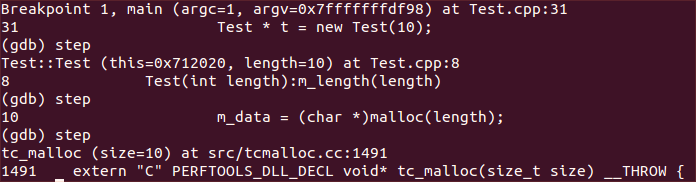 Breakpoint 1, main (argc=1, argv=0x7fffffffdf98) at Test.cpp:31
31 Test * t = new Test(10);
(gdb) step
Test::Test (this=0x712020, length=10) at Test.cpp:8
8 Test(int length):m_length(length)
(gdb) step
10 m_data = (char *)malloc(length);
(gdb) step
tc_malloc (size=10) at src/tcmalloc.cc:1491
1491 extern "C" PERFTOOLS_DLL_DECL void* tc_malloc(size_t size) __THROW {